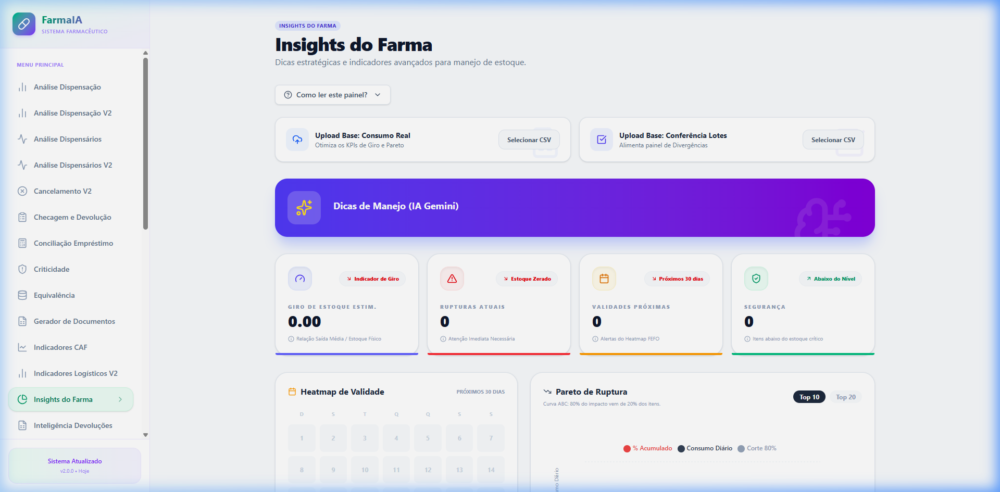 FarmaIA
SISTEMA FARMACÊUTICO
MENU PRINCIPAL
Análise Dispensação
Análise Dispensação V2
Análise Dispensários
Análise Dispensários V2
Cancelamento V2
Checagem e Devolução
Conciliação Empréstimo
Criticidade
Equivalência
Gerador de Documentos
Indicadores CAF
Indicadores Logísticos V2
Insights do Farma
Inteligência Devoluções
Sistema Atualizado
v2.0.0 • Hoje
INSIGHTS DO FARMA
Insights do Farma
Dicas estratégicas e indicadores avançados para manejo de estoque.
Como ler este painel?
Upload Base: Consumo Real
Otimiza os KPIs de Giro e Pareto
Selecionar CSV
Upload Base: Conferência Lotes
Alimenta painel de Divergências
Selecionar CSV
Dicas de Manejo (IA Gemini)
Indicador de Giro
GIRO DE ESTOQUE ESTIM.
0.00
Relação Saída Média / Estoque Físico
Estoque Zerado
RUPTURAS ATUAIS
0
Atenção Imediata Necessária
Próximos 30 dias
VALIDADES PRÓXIMAS
0
Alertas do Heatmap FEFO
Abaixo do Nível
SEGURANÇA
0
Itens abaixo do estoque crítico
Heatmap de Validade
PRÓXIMOS 30 DIAS
D S T Q Q S S
1 2 3 4 5 6 7
8 9 10 11 12 13 14
Pareto de Ruptura
Curva ABC: 80% do impacto vem de 20% dos itens.
Top 10
Top 20
% Acumulado
Consumo Diário
Corte 80%
Diário